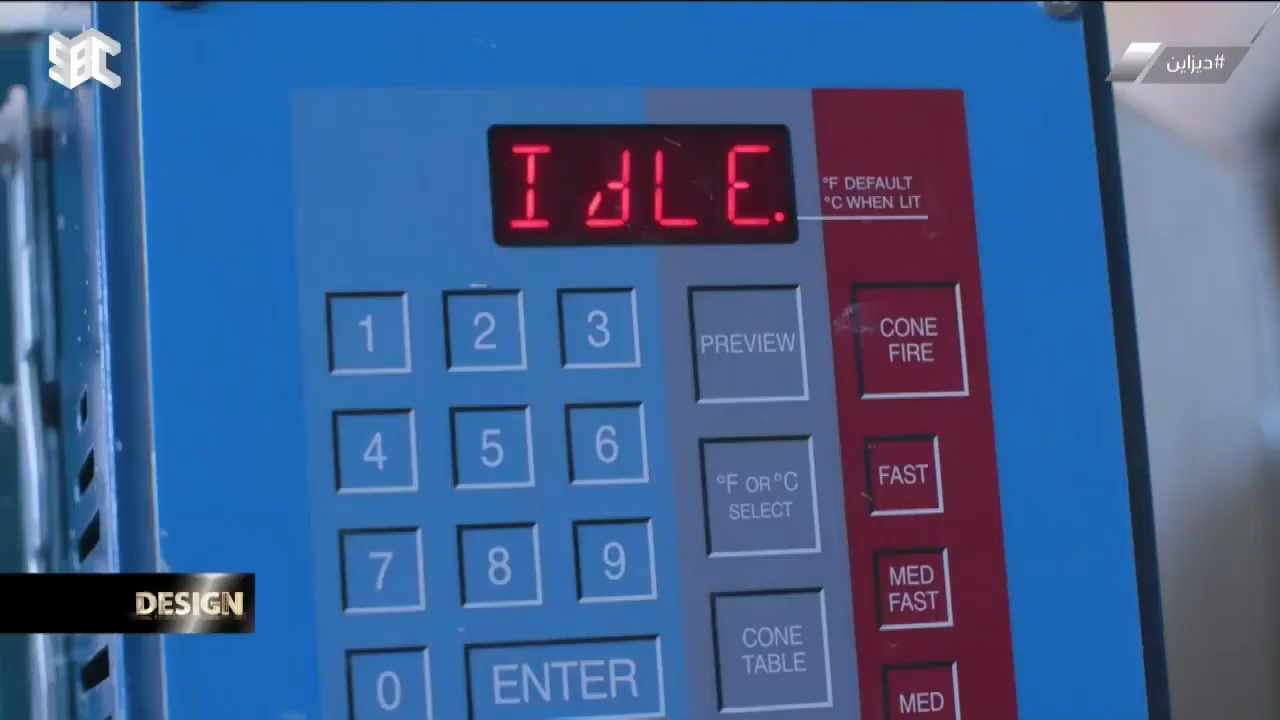 SBC
#ديزاين
IdLE.
°F DEFAULT
°C WHEN LIT
1 2 3
PREVIEW
CONE
FIRE
4 5 6
°F OR °C
SELECT
FAST
7 8 9
MED
FAST
DESIGN
CONE
TABLE
0 ENTER
MED